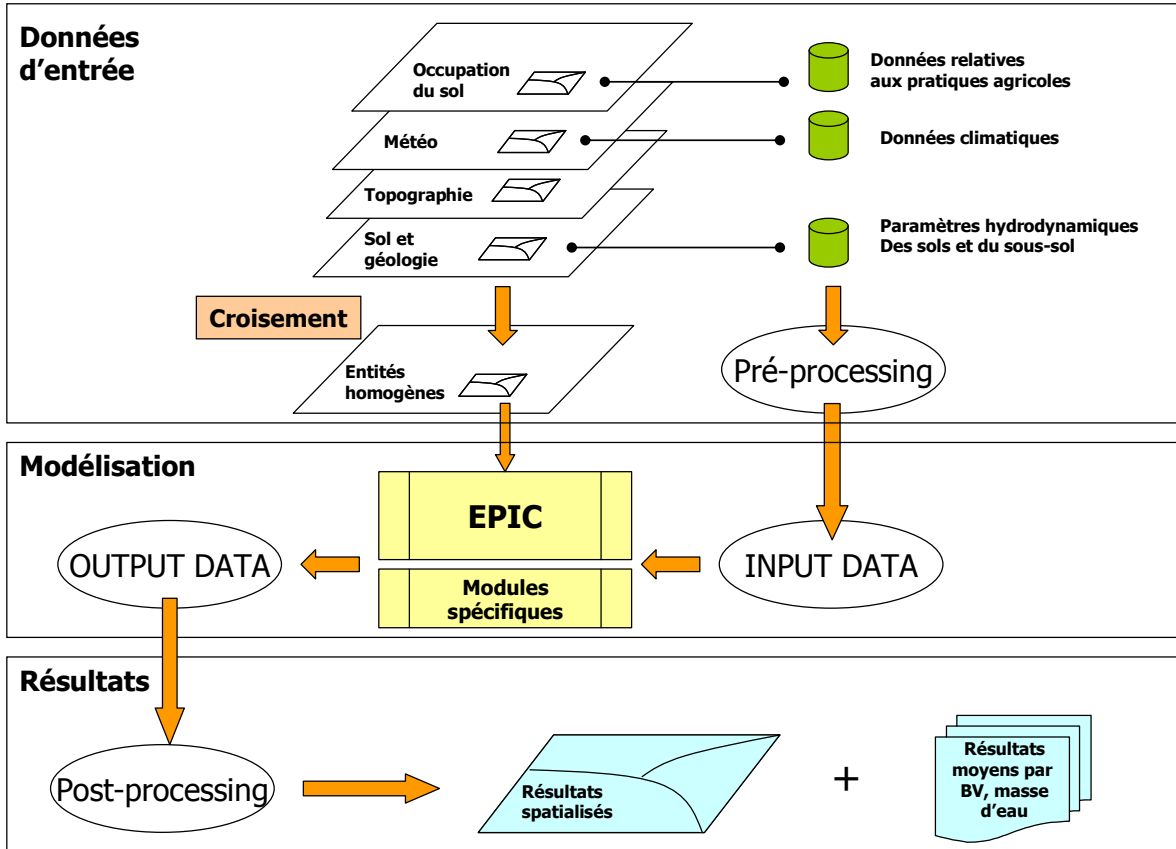 Données
d'entrée
Occupation
du sol
Données relatives
aux pratiques agricoles
Météo
Données climatiques
Topographie
Sol et
géologie
Paramètres hydrodynamiques
Des sols et du sous-sol
Croisement
Entités
homogènes
Pré-processing
Modélisation
EPIC
OUTPUT DATA
INPUT DATA
Modules
spécifiques
Résultats
Post-processing
Résultats
spatialisés
+
Résultats
moyens par
BV, masse
d'eau